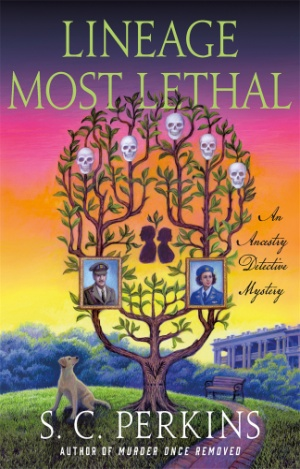 LINEAGE
MOST LETHAL
An
Ancestry
Detective
Mystery
S. C. PERKINS
AUTHOR OF MURDER ONCE REMOVED